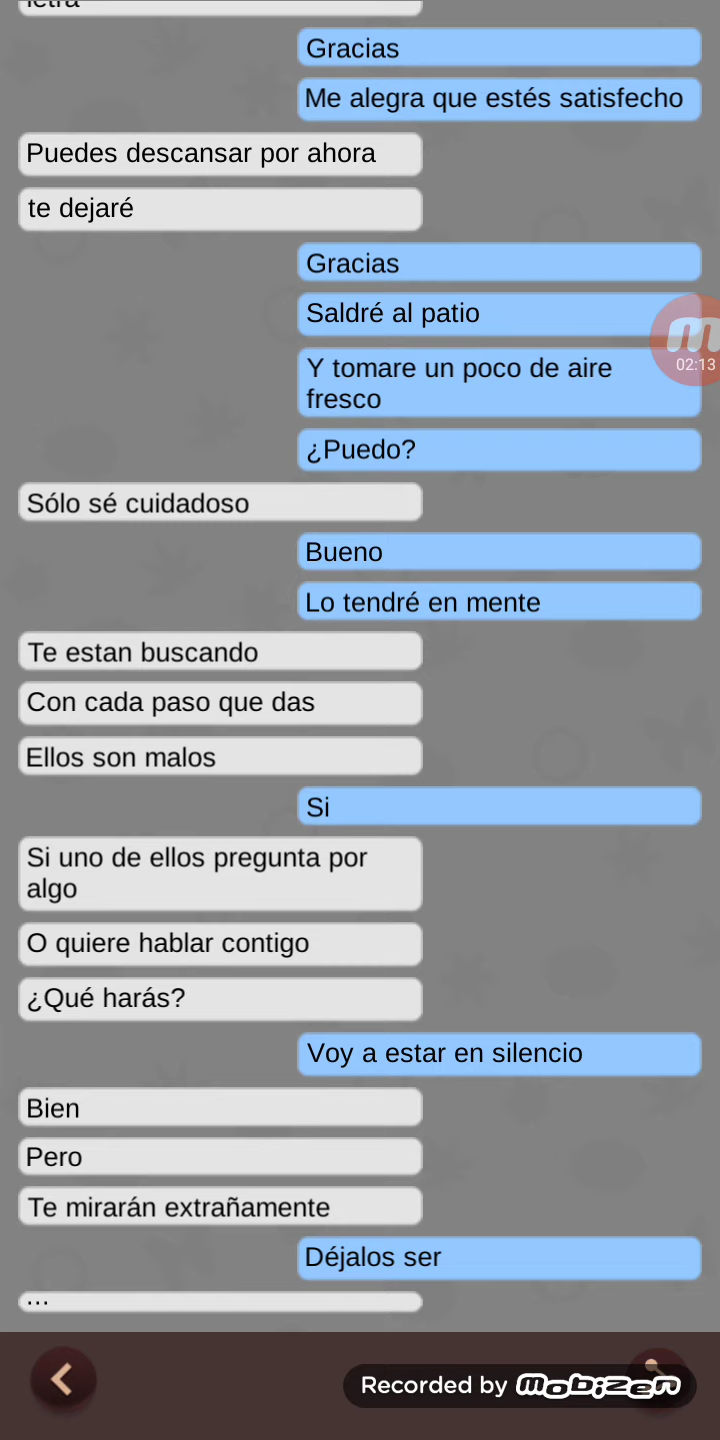 letra
Gracias
Me alegra que estés satisfecho
Puedes descansar por ahora
te dejaré
Gracias
Saldré al patio
02:13
Y tomare un poco de aire
fresco
¿Puedo?
Sólo sé cuidadoso
Bueno
Lo tendré en mente
Te estan buscando
Con cada paso que das
Ellos son malos
Si
Si uno de ellos pregunta por
algo
O quiere hablar contigo
¿Qué harás?
Voy a estar en silencio
Bien
Pero
Te mirarán extrañamente
Déjalos ser
...
Recorded by mobizen